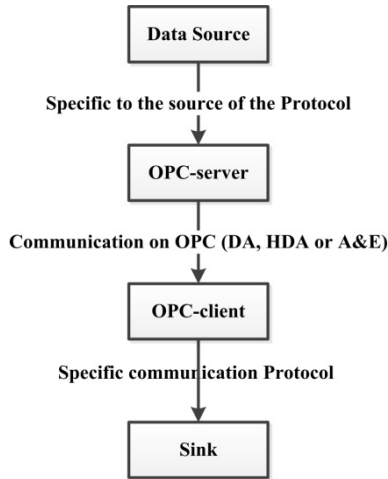 Data Source
Specific to the source of the Protocol
OPC-server
Communication on OPC (DA, HDA or A&E)
OPC-client
Specific communication Protocol
Sink